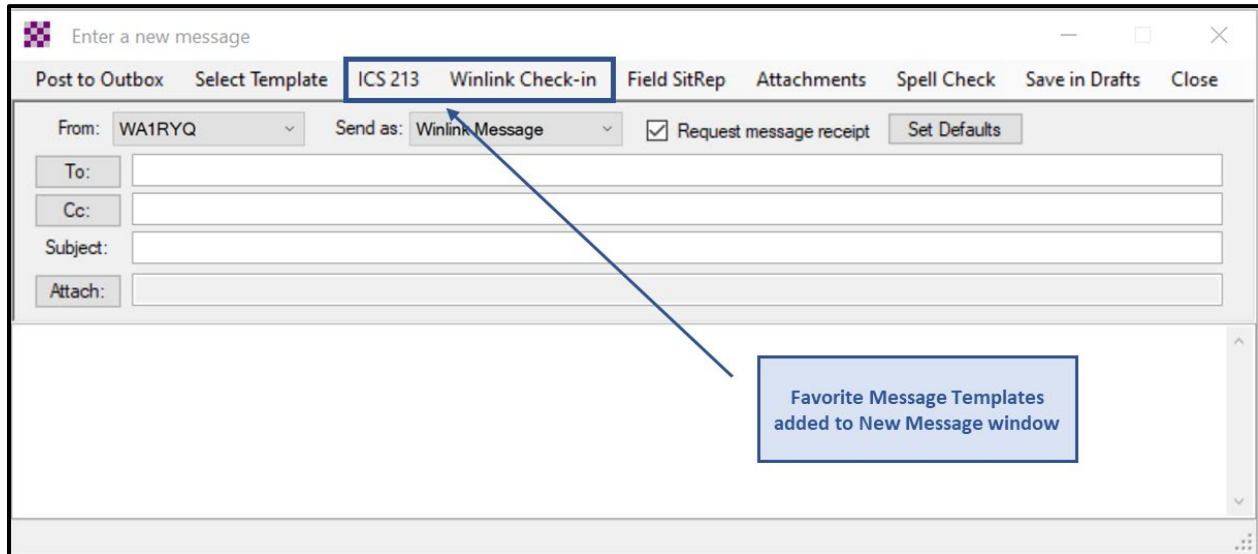 Enter a new message
Post to Outbox Select Template ICS 213 Winlink Check-in Field SitRep Attachments Spell Check Save in Drafts Close
From: WA1RYQ Send as: Winlink Message Request message receipt Set Defaults
To:
Cc:
Subject:
Attach:
Favorite Message Templates
added to New Message window